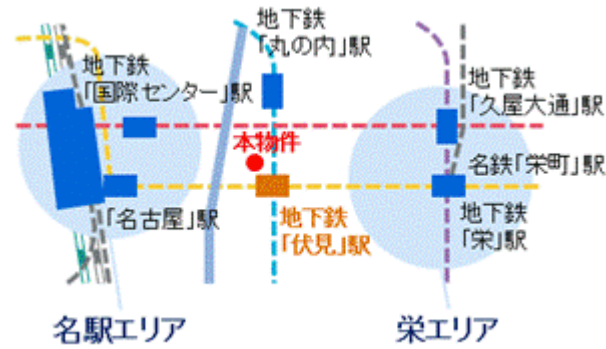 地下鉄
「丸の内」駅
地下鉄
「国際センター」駅
地下鉄
「久屋大通」駅
本物件
名鉄「栄町」駅
「名古屋」駅
地下鉄
「伏見」駅
地下鉄
「栄」駅
名駅エリア
栄エリア